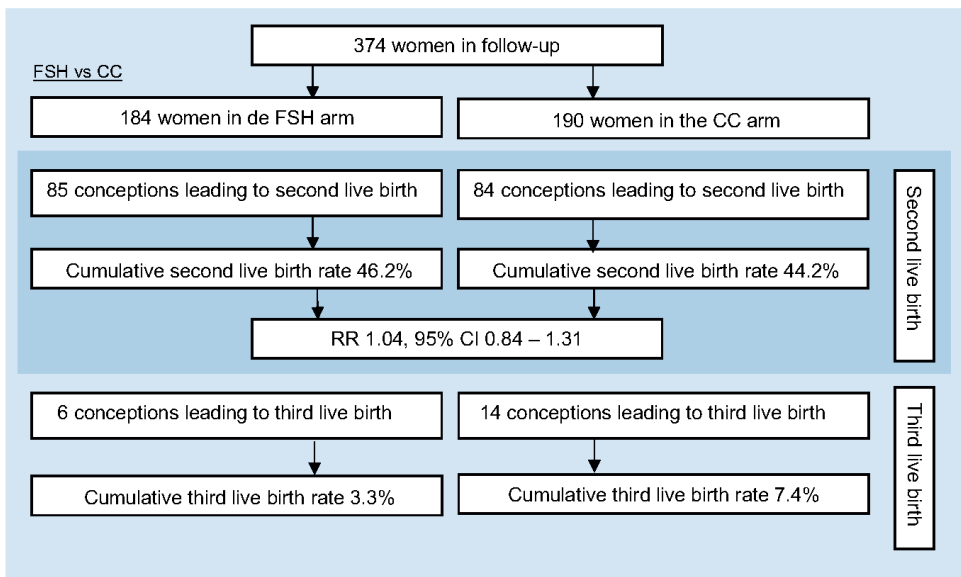 374 women in follow-up
FSH vs CC
184 women in de FSH arm
190 women in the CC arm
85 conceptions leading to second live birth
84 conceptions leading to second live birth
Cumulative second live birth rate 46.2%
Cumulative second live birth rate 44.2%
RR 1.04, 95% CI 0.84 – 1.31
Second live birth
6 conceptions leading to third live birth
14 conceptions leading to third live birth
Cumulative third live birth rate 3.3%
Cumulative third live birth rate 7.4%
Third live birth